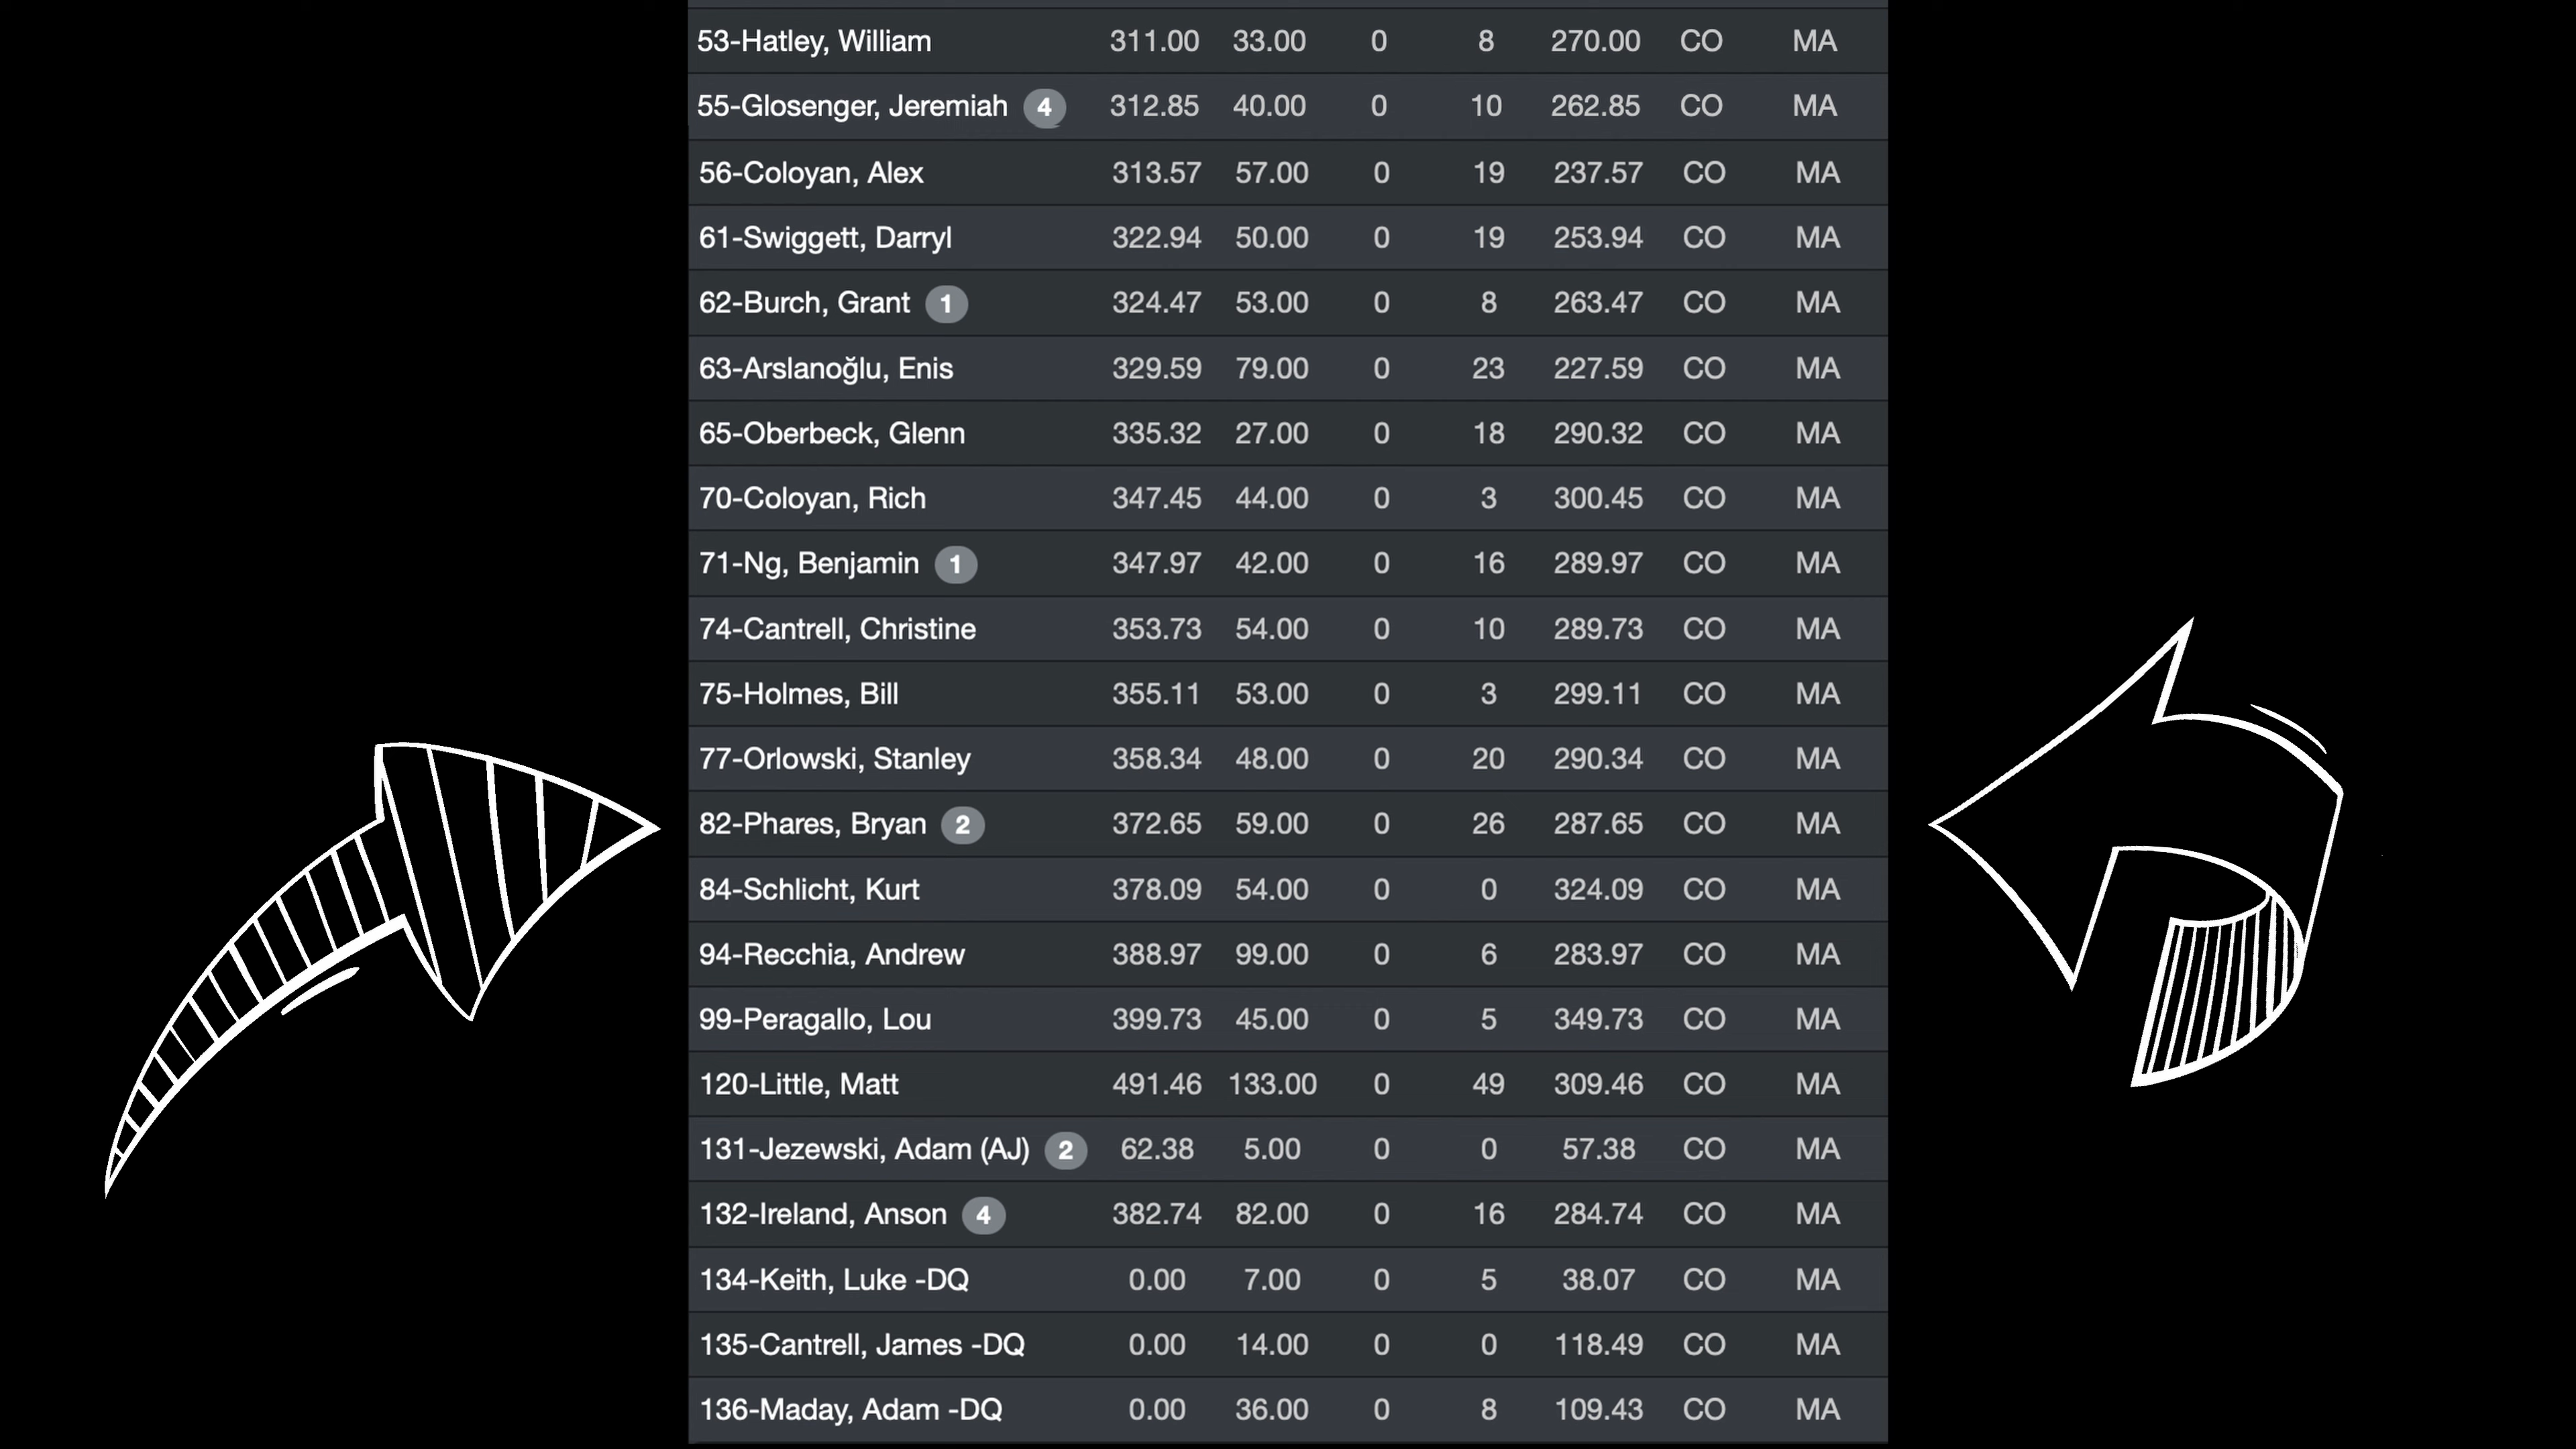 53-Hatley, William 311.00 33.00 0 8 270.00 CO MA
55-Glosenger, Jeremiah 4 312.85 40.00 0 10 262.85 CO MA
56-Coloyan, Alex 313.57 57.00 0 19 237.57 CO MA
61-Swiggett, Darryl 322.94 50.00 0 19 253.94 CO MA
62-Burch, Grant 1 324.47 53.00 0 8 263.47 CO MA
63-Arslanoğlu, Enis 329.59 79.00 0 23 227.59 CO MA
65-Oberbeck, Glenn 335.32 27.00 0 18 290.32 CO MA
70-Coloyan, Rich 347.45 44.00 0 3 300.45 CO MA
71-Ng, Benjamin 1 347.97 42.00 0 16 289.97 CO MA
74-Cantrell, Christine 353.73 54.00 0 10 289.73 CO MA
75-Holmes, Bill 355.11 53.00 0 3 299.11 CO MA
77-Orlowski, Stanley 358.34 48.00 0 20 290.34 CO MA
82-Phares, Bryan 2 372.65 59.00 0 26 287.65 CO MA
84-Schlicht, Kurt 378.09 54.00 0 0 324.09 CO MA
94-Recchia, Andrew 388.97 99.00 0 6 283.97 CO MA
99-Peragallo, Lou 399.73 45.00 0 5 349.73 CO MA
120-Little, Matt 491.46 133.00 0 49 309.46 CO MA
131-Jezewski, Adam (AJ) 2 62.38 5.00 0 0 57.38 CO MA
132-Ireland, Anson 4 382.74 82.00 0 16 284.74 CO MA
134-Keith, Luke -DQ 0.00 7.00 0 5 38.07 CO MA
135-Cantrell, James -DQ 0.00 14.00 0 0 118.49 CO MA
136-Maday, Adam -DQ 0.00 36.00 0 8 109.43 CO MA